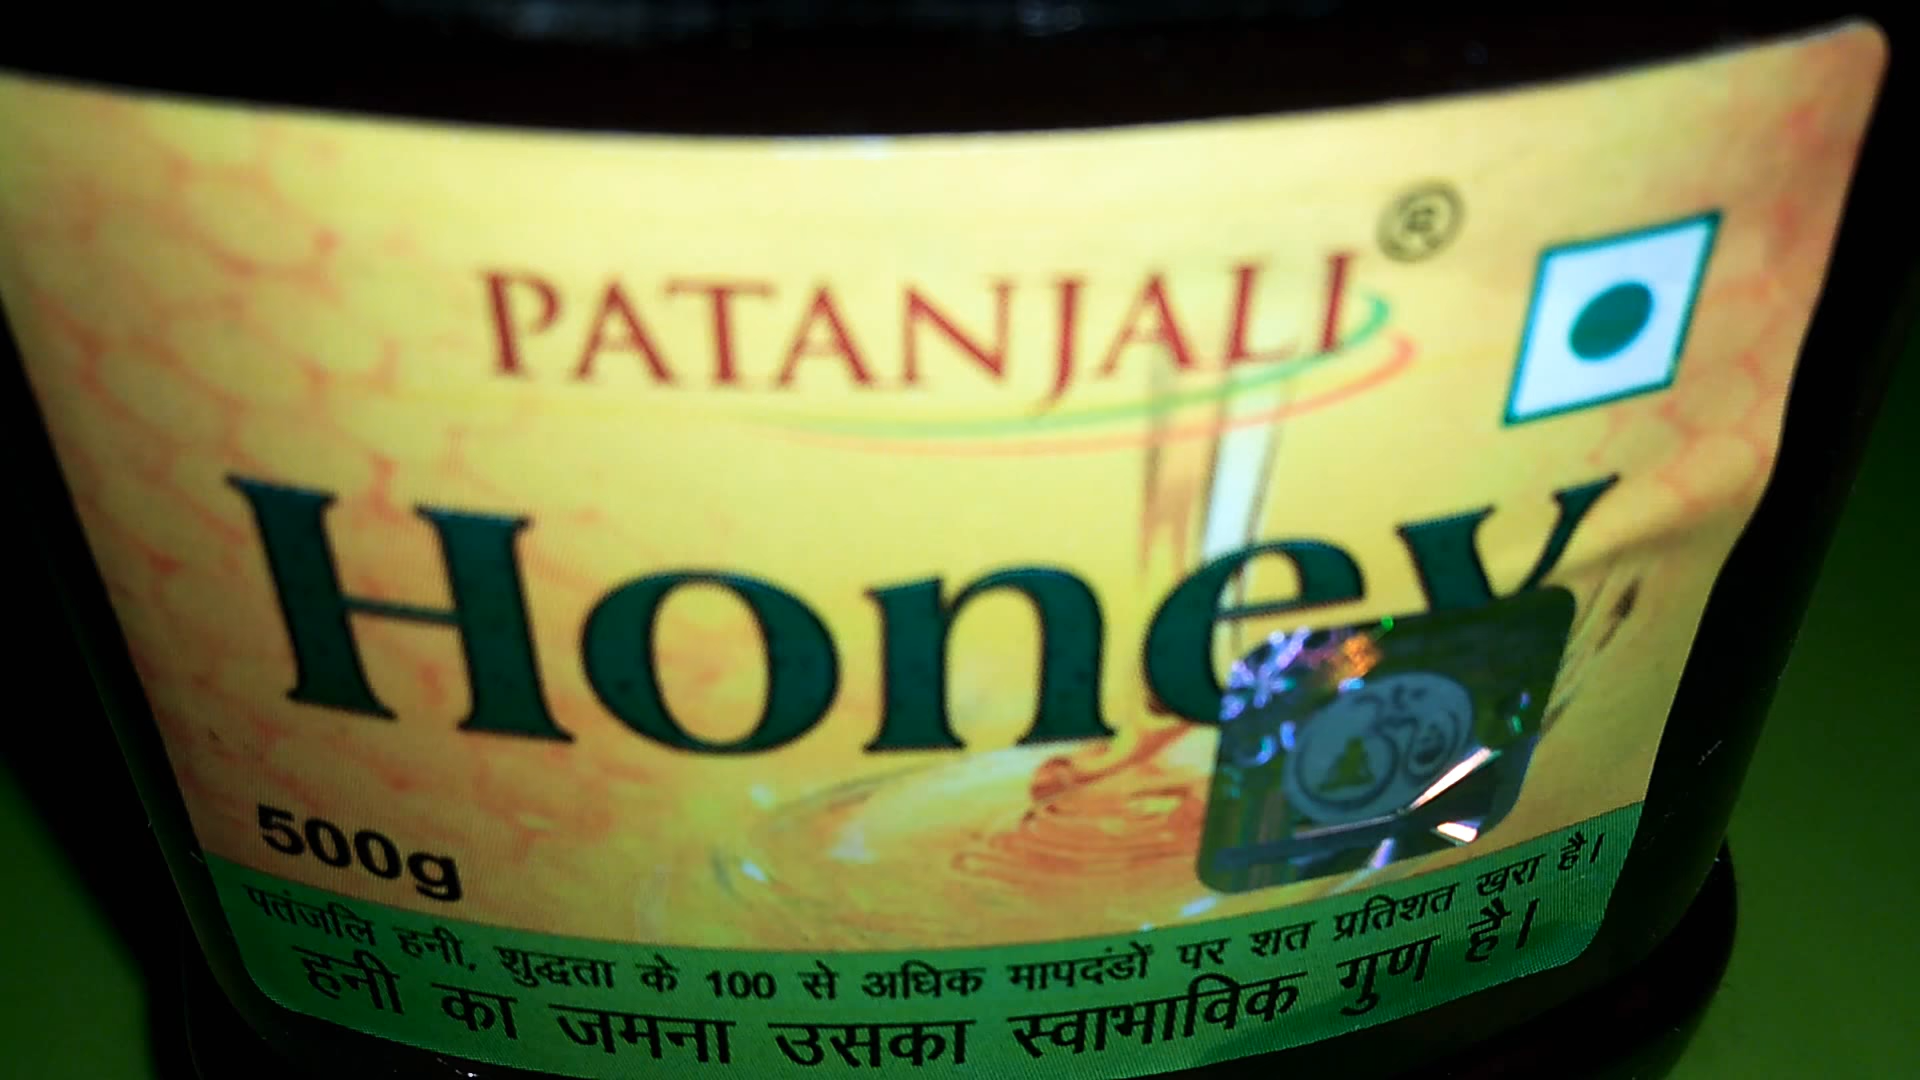 PATANJALI®
Honey
500g
पतंजलि हनी, शुद्धता के 100 से अधिक मापदंडों पर शत प्रतिशत खरा है।
हनी का जमना उसका स्वाभाविक गुण है।